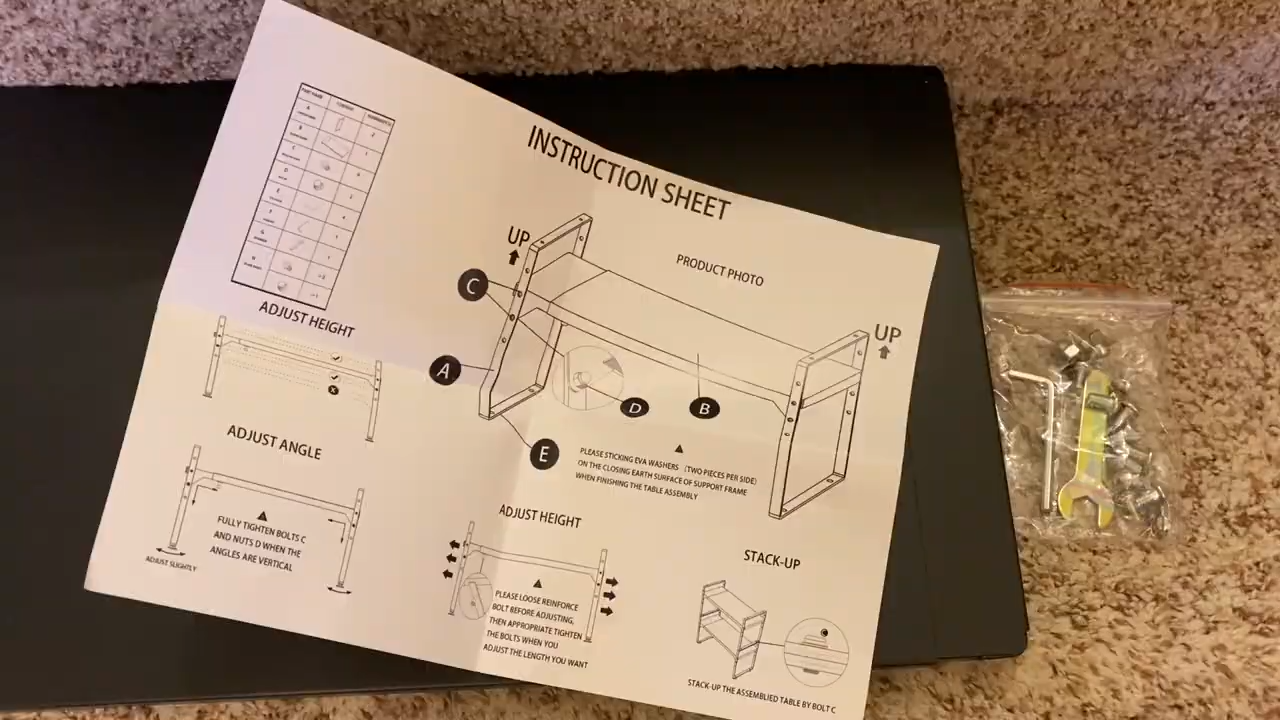 INSTRUCTION SHEET
PART NAME
A
B
C
D
E
F
G
H
PRODUCT PHOTO
UP
UP
C
A
D
B
E
PLEASE STICKING EVA WASHERS (TWO PIECES PER SIDE)
ON THE CLOSING EARTH SURFACE OF SUPPORT FRAME
WHEN FINISHING THE TABLE ASSEMBLY
ADJUST HEIGHT
ADJUST ANGLE
FULLY TIGHTEN BOLTS C
AND NUTS D WHEN THE
ANGLES ARE VERTICAL
ADJUST SLIGHTLY
ADJUST HEIGHT
PLEASE LOOSE REINFORCE
BOLT BEFORE ADJUSTING,
THEN APPROPRIATE TIGHTEN
THE BOLTS WHEN YOU
ADJUST THE LENGTH YOU WANT
STACK-UP
STACK-UP THE ASSEMBLIED TABLE BY BOLT C